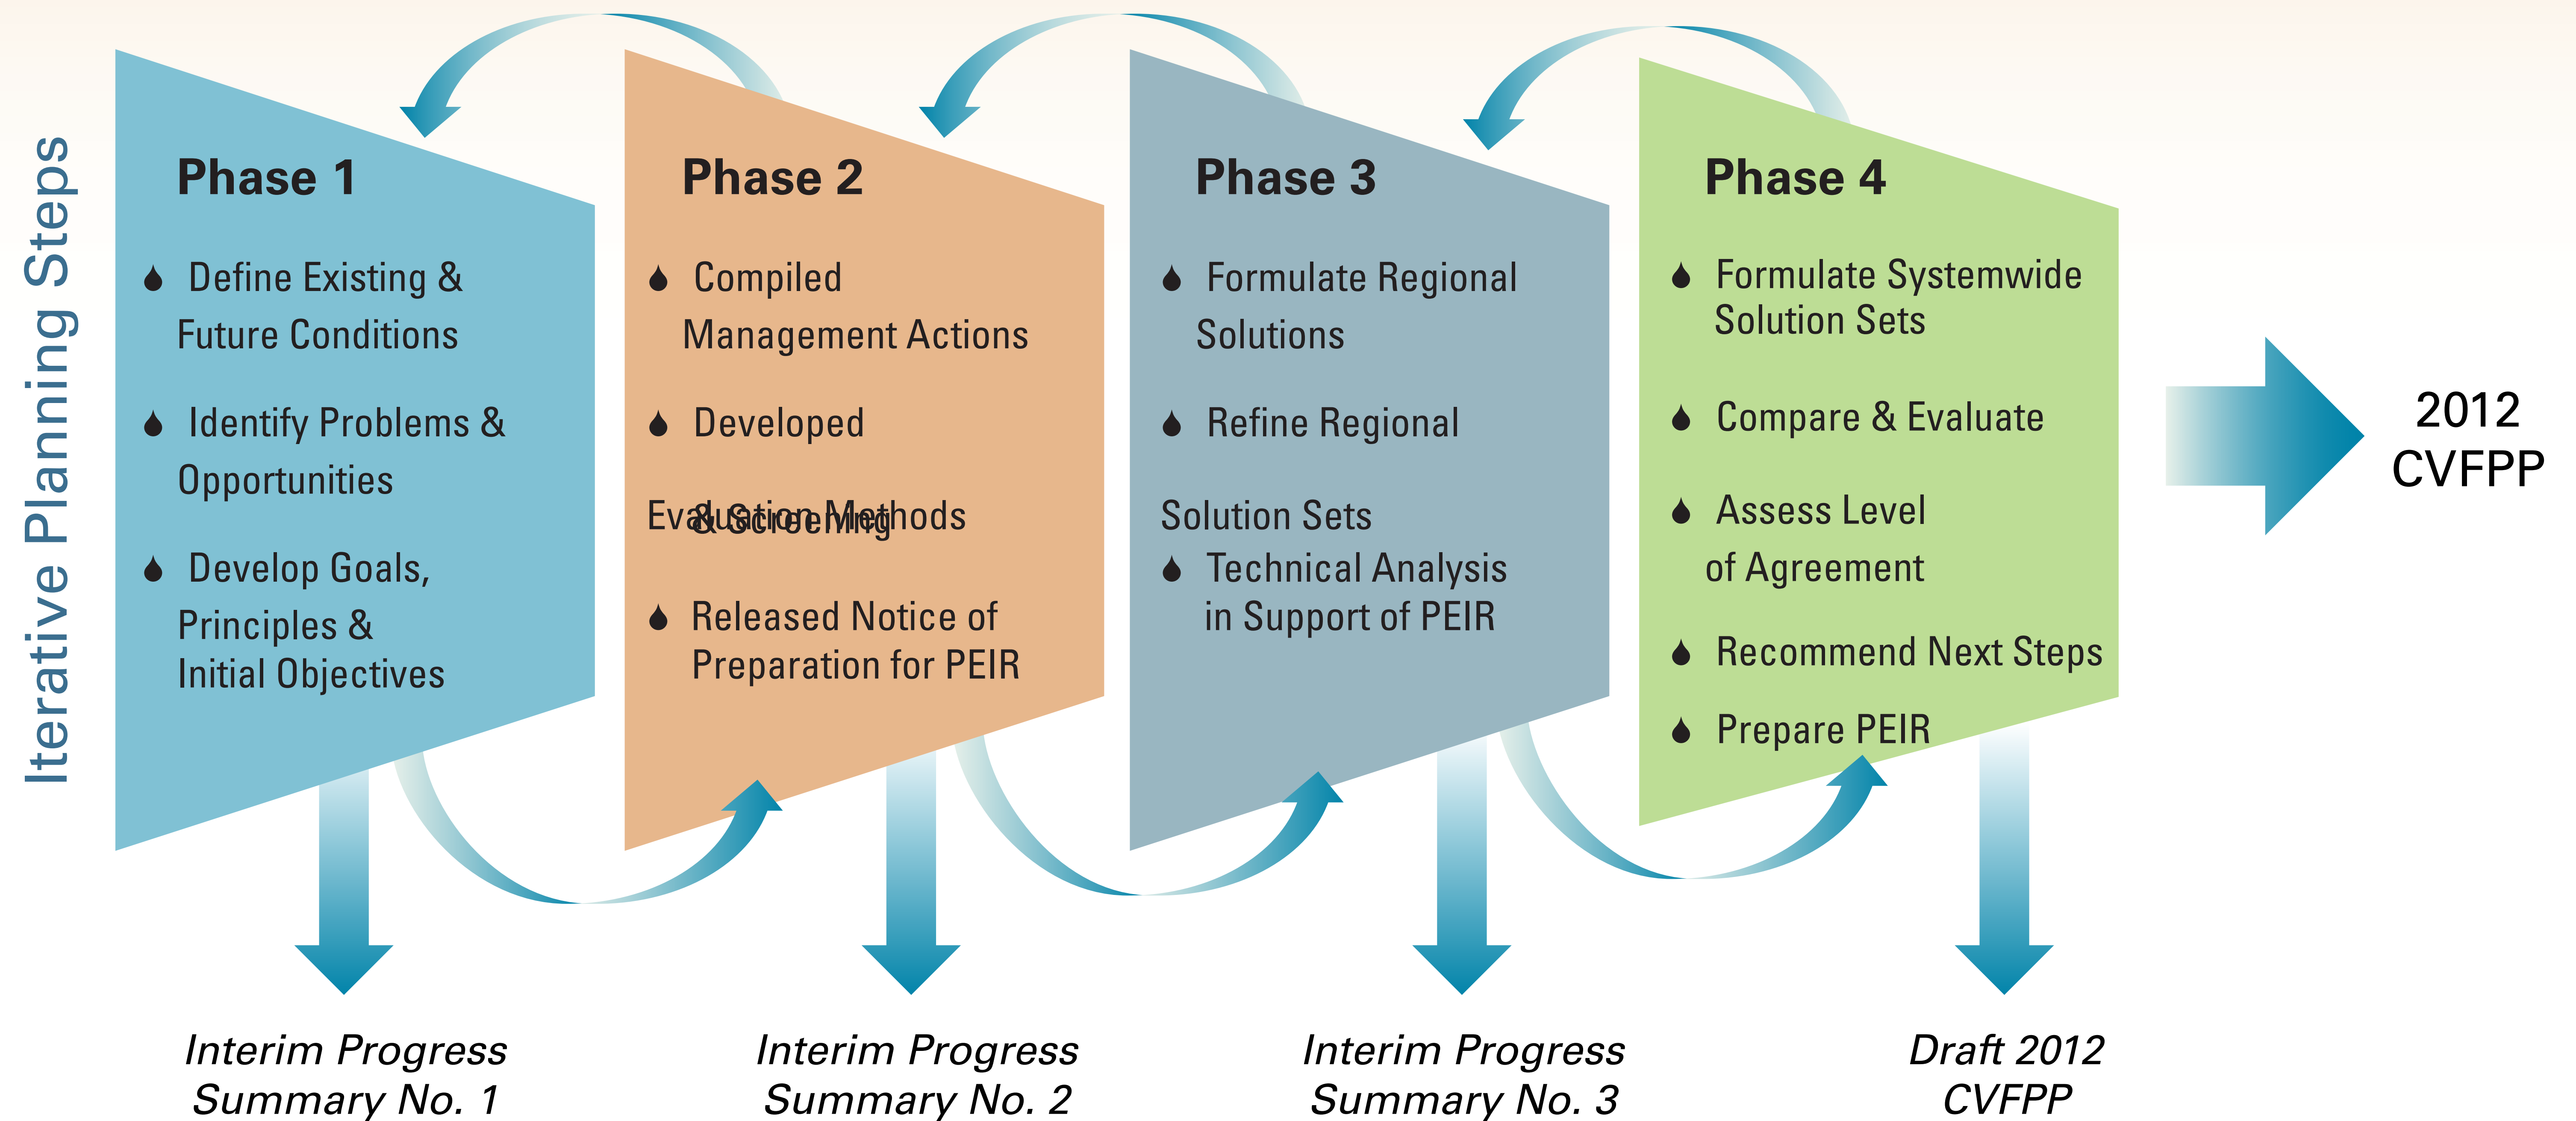 Iterative Planning Steps
Phase 1
Define Existing &
Future Conditions
Identify Problems &
Opportunities
Develop Goals,
Principles &
Initial Objectives
Phase 2
Compiled
Management Actions
Developed
Evaluation Methods
& Screening
Released Notice of
Preparation for PEIR
Phase 3
Formulate Regional
Solutions
Refine Regional
Solution Sets
Technical Analysis
in Support of PEIR
Phase 4
Formulate Systemwide
Solution Sets
Compare & Evaluate
Assess Level
of Agreement
Recommend Next Steps
Prepare PEIR
2012
CVFPP
Interim Progress
Summary No. 1
Interim Progress
Summary No. 2
Interim Progress
Summary No. 3
Draft 2012
CVFPP